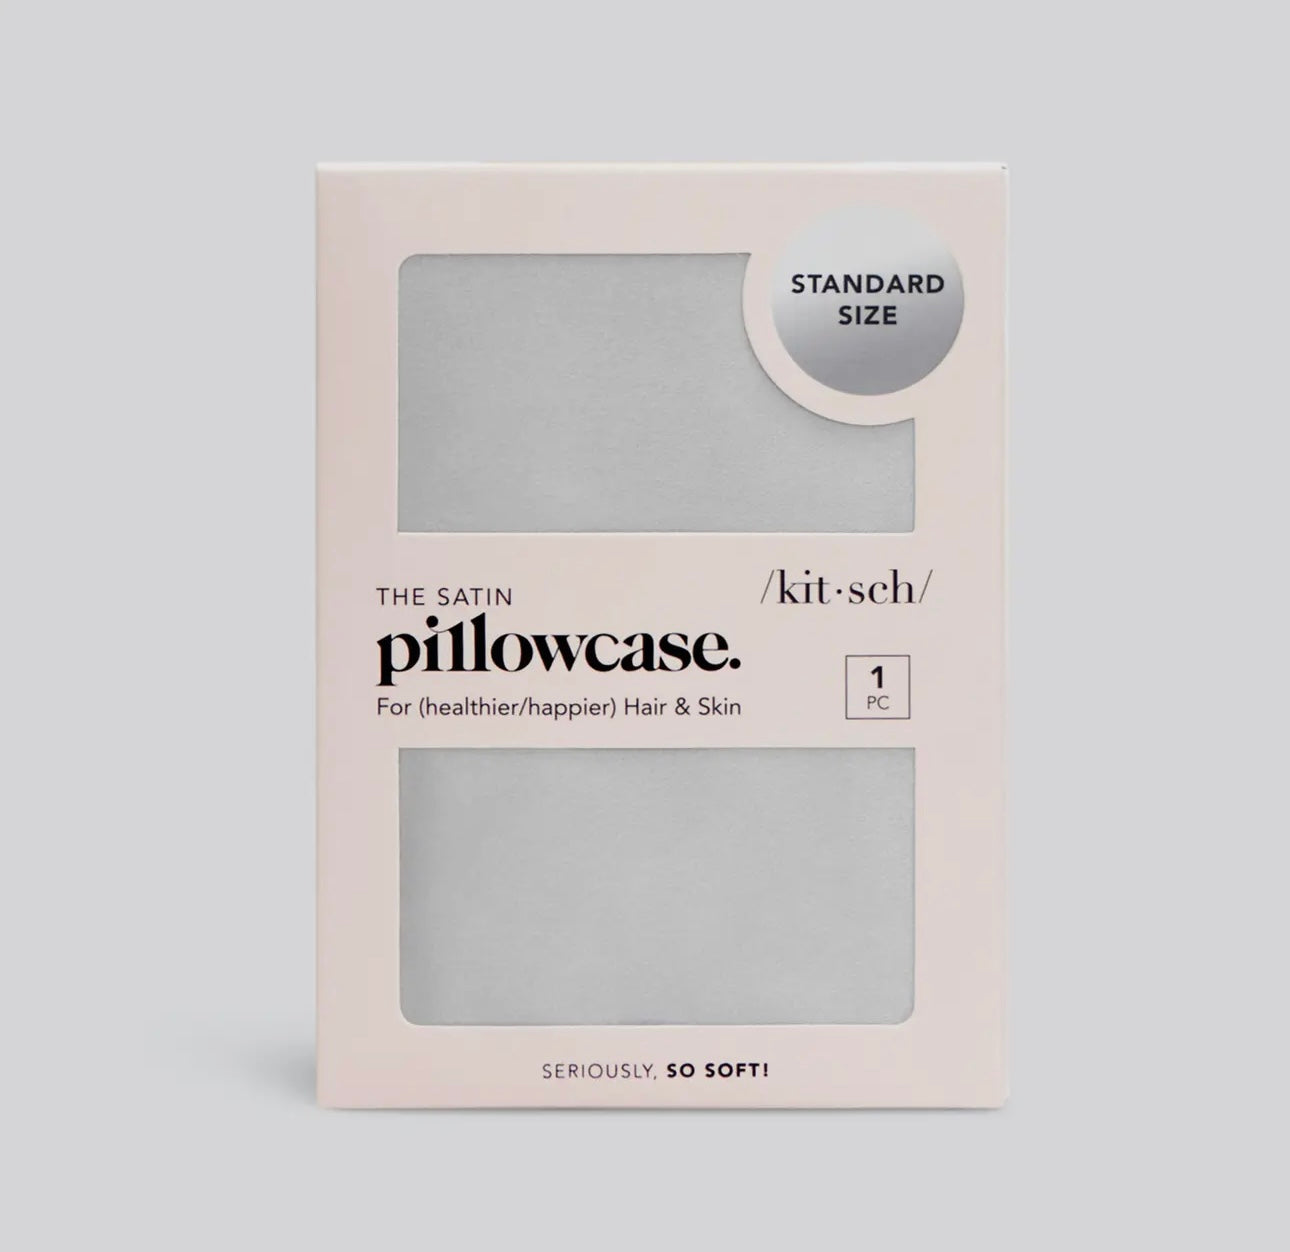 STANDARD
SIZE
/kit·sch/
THE SATIN
pillowcase.
For (healthier/happier) Hair & Skin
1
PC
SERIOUSLY, SO SOFT!